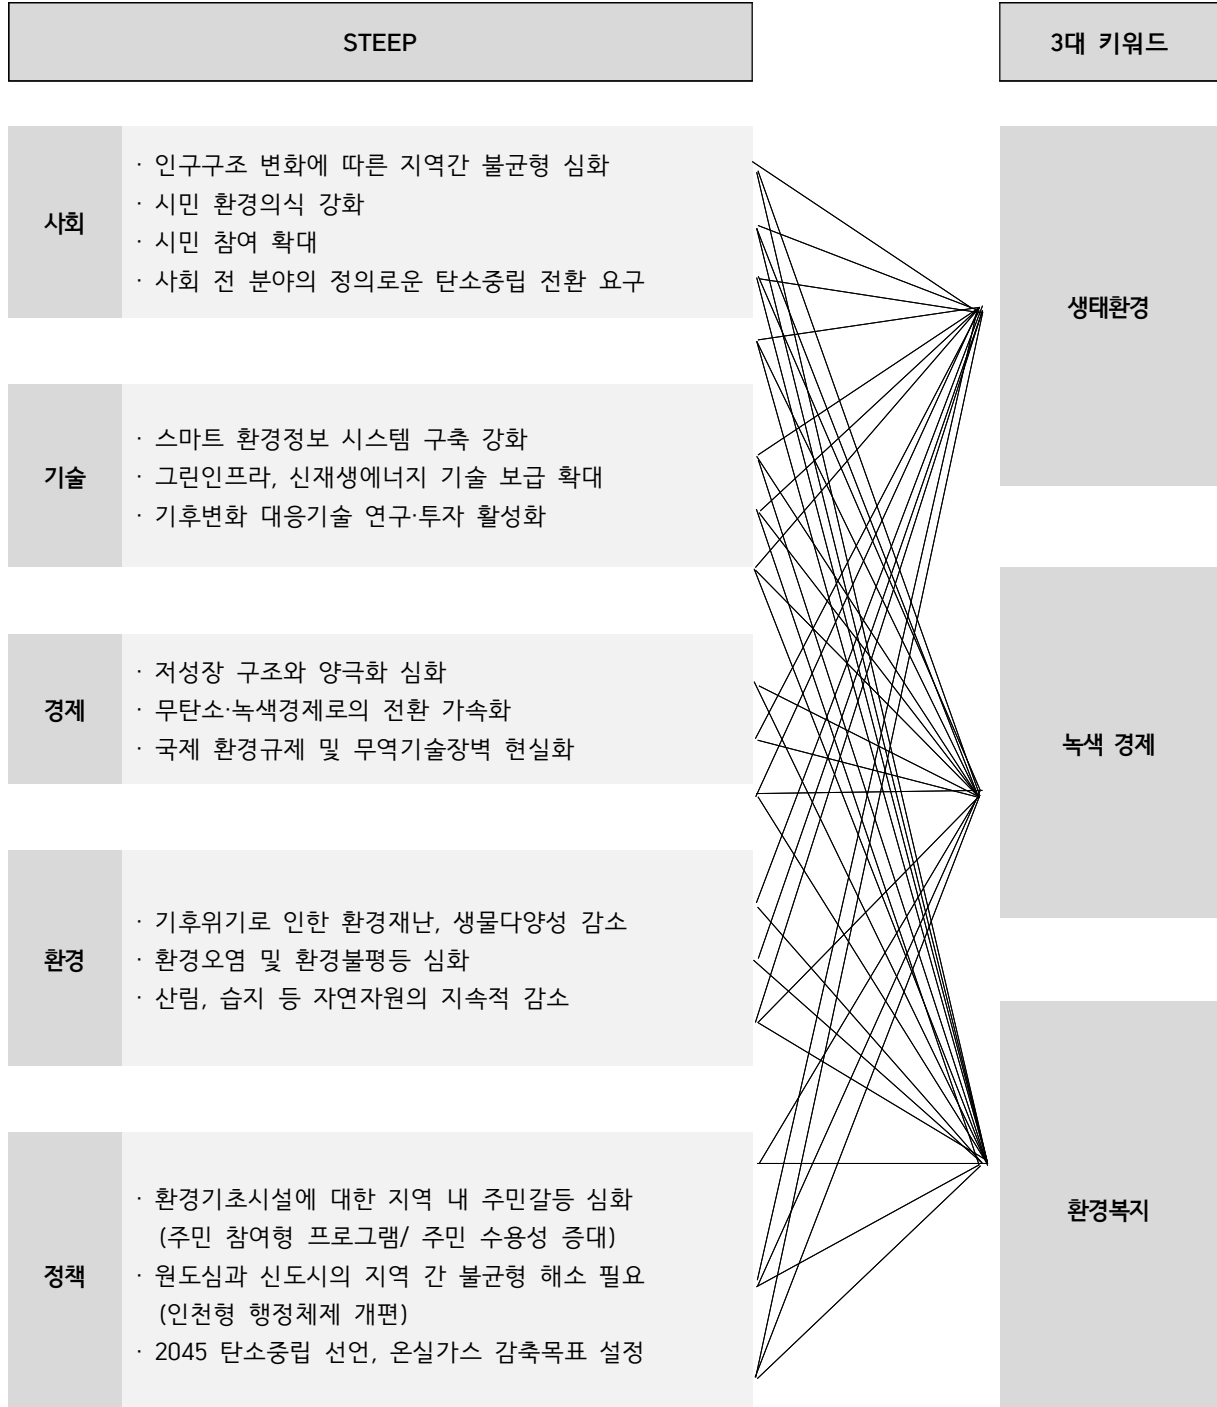 STEEP
3대 키워드
사회
· 인구구조 변화에 따른 지역간 불균형 심화
· 시민 환경의식 강화
· 시민 참여 확대
· 사회 전 분야의 정의로운 탄소중립 전환 요구
생태환경
기술
· 스마트 환경정보 시스템 구축 강화
· 그린인프라, 신재생에너지 기술 보급 확대
· 기후변화 대응기술 연구·투자 활성화
경제
· 저성장 구조와 양극화 심화
· 무탄소·녹색경제로의 전환 가속화
· 국제 환경규제 및 무역기술장벽 현실화
녹색 경제
환경
· 기후위기로 인한 환경재난, 생물다양성 감소
· 환경오염 및 환경불평등 심화
· 산림, 습지 등 자연자원의 지속적 감소
정책
· 환경기초시설에 대한 지역 내 주민갈등 심화
(주민 참여형 프로그램/ 주민 수용성 증대)
· 원도심과 신도시의 지역 간 불균형 해소 필요
(인천형 행정체제 개편)
· 2045 탄소중립 선언, 온실가스 감축목표 설정
환경복지